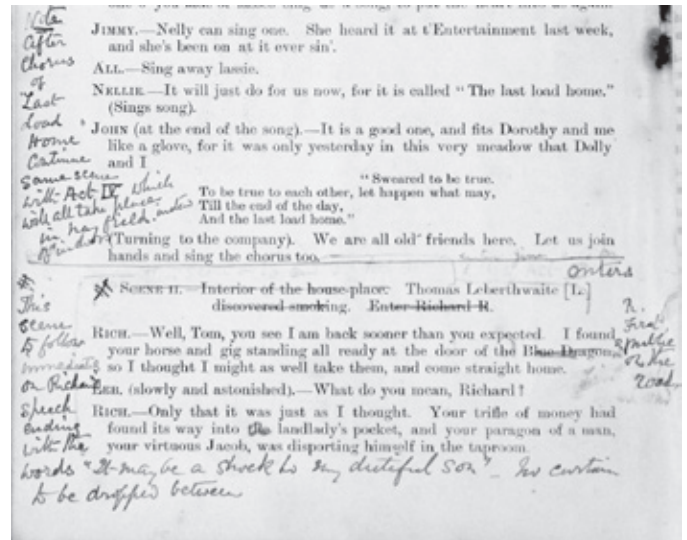 JIMMY.—Nelly can sing one. She heard it at t'Entertainment last week,
and she's been on at it ever sin'.
ALL.—Sing away lassie.
NELLIE.—It will just do for us now, for it is called "The last load home."
(Sings song).
JOHN (at the end of the song).—It is a good one, and fits Dorothy and me
like a glove, for it was only yesterday in this very meadow that Dolly
and I
"Sweared to be true.
To be true to each other, let happen what may,
Till the end of the day,
And the last load home."
(Turning to the company). We are all old friends here. Let us join
hands and sing the chorus too.
Note
After
Chorus
of
"Last
Load
Home"
Continue
same scene
with Act IV which
will all take place
in hay field
enters
SCENE II.—Interior of the house-place: Thomas Leberthwaite [L.]
discovered smoking. Enter Richard R.
RICH.—Well, Tom, you see I am back sooner than you expected. I found
your horse and gig standing all ready at the door of the Blue Dragon,
so I thought I might as well take them, and come straight home.
LEB. (slowly and astonished).—What do you mean, Richard?
RICH.—Only that it was just as I thought. Your trifle of money had
found its way into the landlady's pocket, and your paragon of a man,
your virtuous Jacob, was disporting himself in the taproom.
This
scene
to follow
immediately
on Richard
speech
ending
with the
words "It may be a shock to my dutiful son" – No curtain
to be dropped between
R.
on the
road